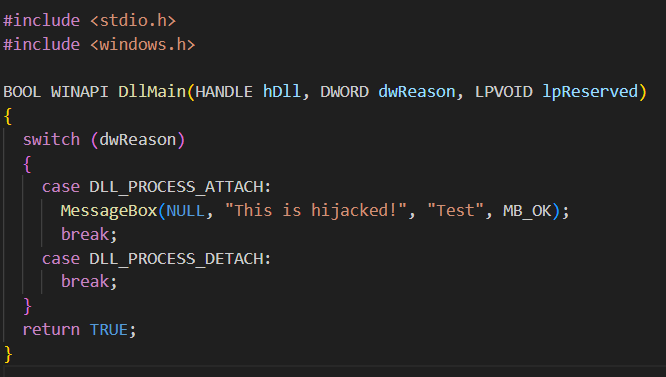 #include <stdio.h>
#include <windows.h>

BOOL WINAPI DllMain(HANDLE hDll, DWORD dwReason, LPVOID lpReserved)
{
  switch (dwReason)
  {
    case DLL_PROCESS_ATTACH:
      MessageBox(NULL, "This is hijacked!", "Test", MB_OK);
      break;
    case DLL_PROCESS_DETACH:
      break;
  }
  return TRUE;
}